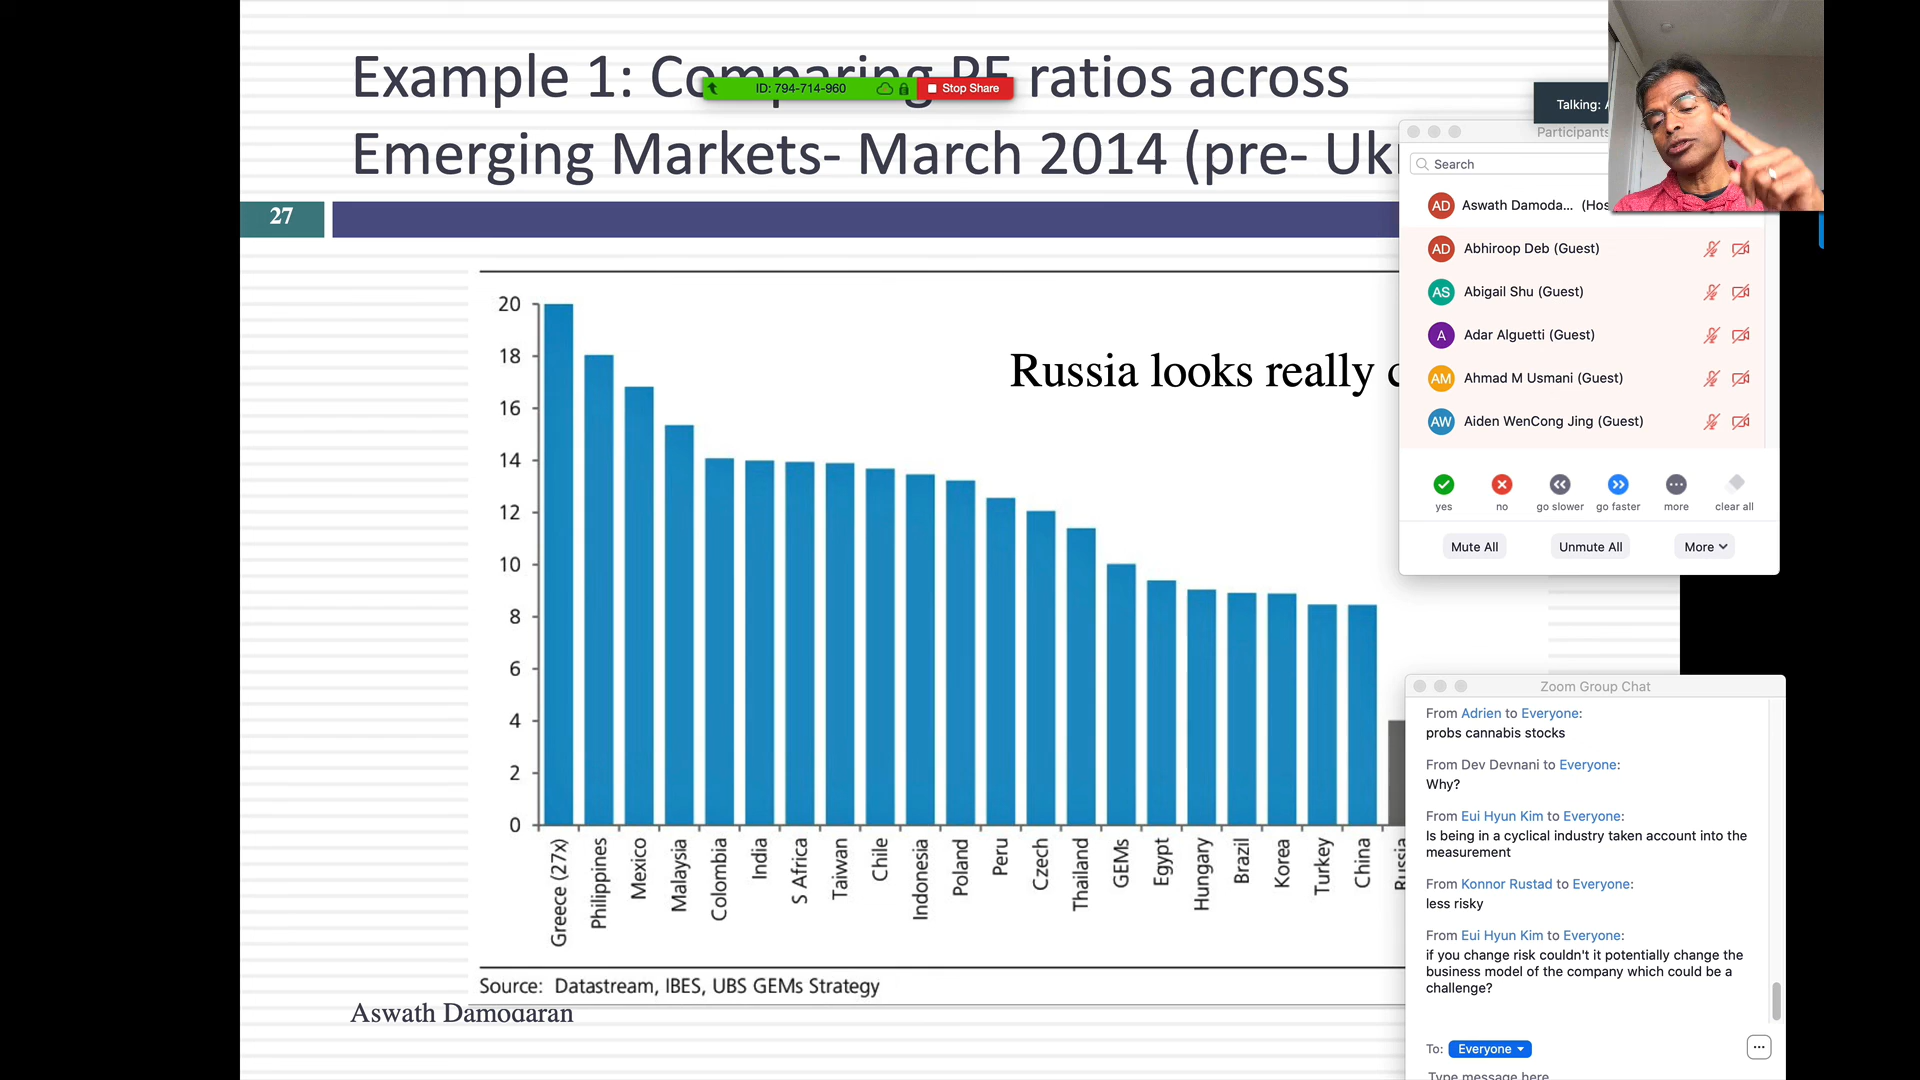 Example 1: Comparing PE ratios across
Emerging Markets- March 2014 (pre-
ID: 794-714-960
Stop Share
27
Russia looks really
20
18
16
14
12
10
8
6
4
2
0
Greece (27x)
Philippines
Mexico
Malaysia
Colombia
India
S Africa
Taiwan
Chile
Indonesia
Poland
Peru
Czech
Thailand
GEMs
Egypt
Hungary
Brazil
Korea
Turkey
China
Russia
Source: Datastream, IBES, UBS GEMs Strategy
Aswath Damodaran
Talking:
Participants
Search
AD Aswath Damoda... (Hos
AD Abhiroop Deb (Guest)
AS Abigail Shu (Guest)
A Adar Alguetti (Guest)
AM Ahmad M Usmani (Guest)
AW Aiden WenCong Jing (Guest)
yes no go slower go faster more clear all
Mute All Unmute All More
Zoom Group Chat
From Adrien to Everyone:
probs cannabis stocks
From Dev Devnani to Everyone:
Why?
From Eui Hyun Kim to Everyone:
Is being in a cyclical industry taken account into the
measurement
From Konnor Rustad to Everyone:
less risky
From Eui Hyun Kim to Everyone:
if you change risk couldn't it potentially change the
business model of the company which could be a
challenge?
To: Everyone
Type message here